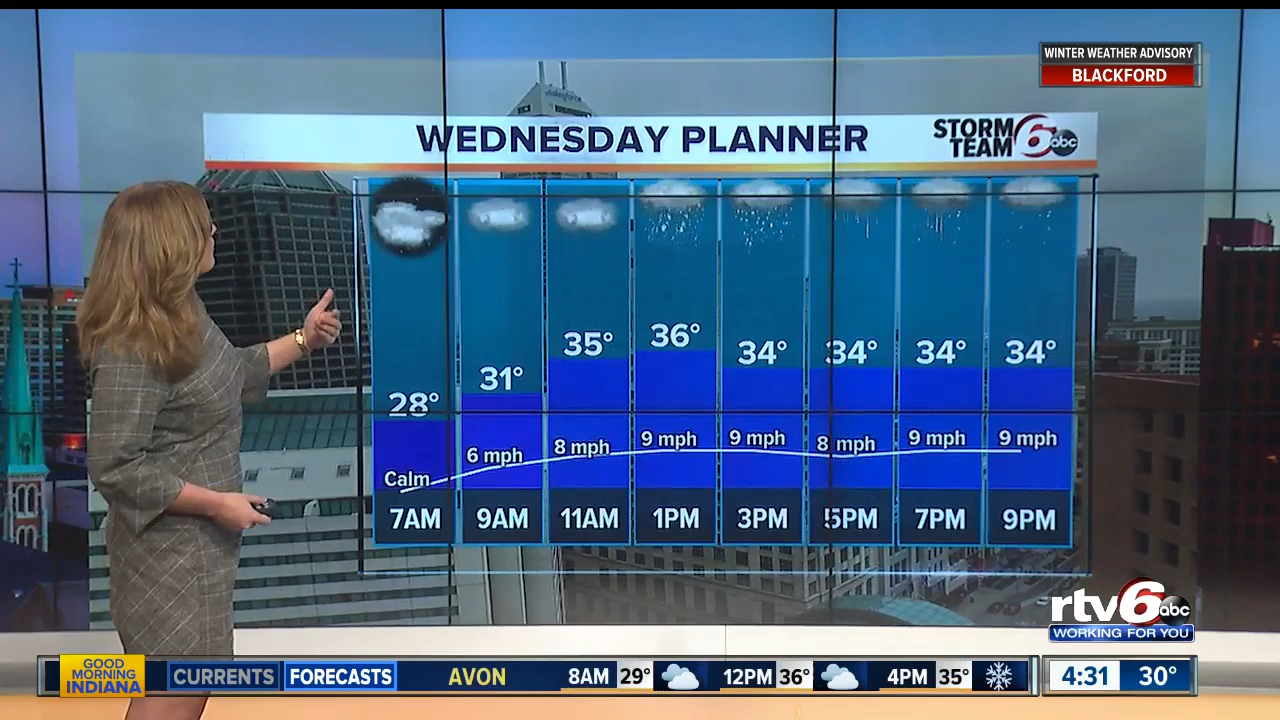 WINTER WEATHER ADVISORY
BLACKFORD
WEDNESDAY PLANNER
STORM TEAM 6 abc
28° 31° 35° 36° 34° 34° 34° 34°
Calm 6 mph 8 mph 9 mph 9 mph 8 mph 9 mph 9 mph
7AM 9AM 11AM 1PM 3PM 5PM 7PM 9PM
rtv6 abc
WORKING FOR YOU
GOOD MORNING INDIANA
CURRENTS FORECASTS AVON 8AM 29° 12PM 36° 4PM 35° 4:31 30°